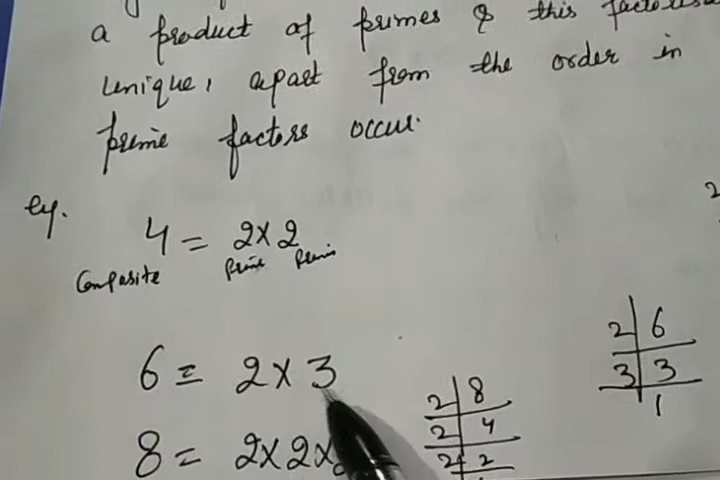 a product of primes & this
unique, apart from the order in
prime factors occur.
eg.
4 = 2×2
Composite prime prime
6 = 2 × 3
8 = 2×2×
2 | 8
2 | 4
2 | 2
2 | 6
3 | 3
1
2